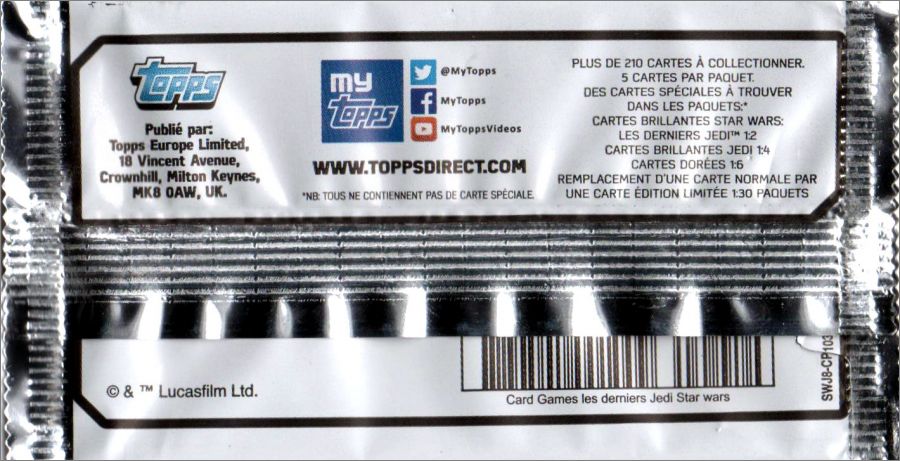 topps
Publié par:
Topps Europe Limited,
18 Vincent Avenue,
Crownhill, Milton Keynes,
MK8 0AW, UK.
my
topps
@MyTopps
MyTopps
MyToppsVideos
WWW.TOPPSDIRECT.COM
*NB: TOUS NE CONTIENNENT PAS DE CARTE SPÉCIALE.
PLUS DE 210 CARTES À COLLECTIONNER.
5 CARTES PAR PAQUET.
DES CARTES SPÉCIALES À TROUVER
DANS LES PAQUETS:*
CARTES BRILLANTES STAR WARS:
LES DERNIERS JEDI™ 1:2
CARTES BRILLANTES JEDI 1:4
CARTES DORÉES 1:6
REMPLACEMENT D'UNE CARTE NORMALE PAR
UNE CARTE ÉDITION LIMITÉE 1:30 PAQUETS
© & ™ Lucasfilm Ltd.
Card Games les derniers Jedi Star wars
SWJ8-CP103